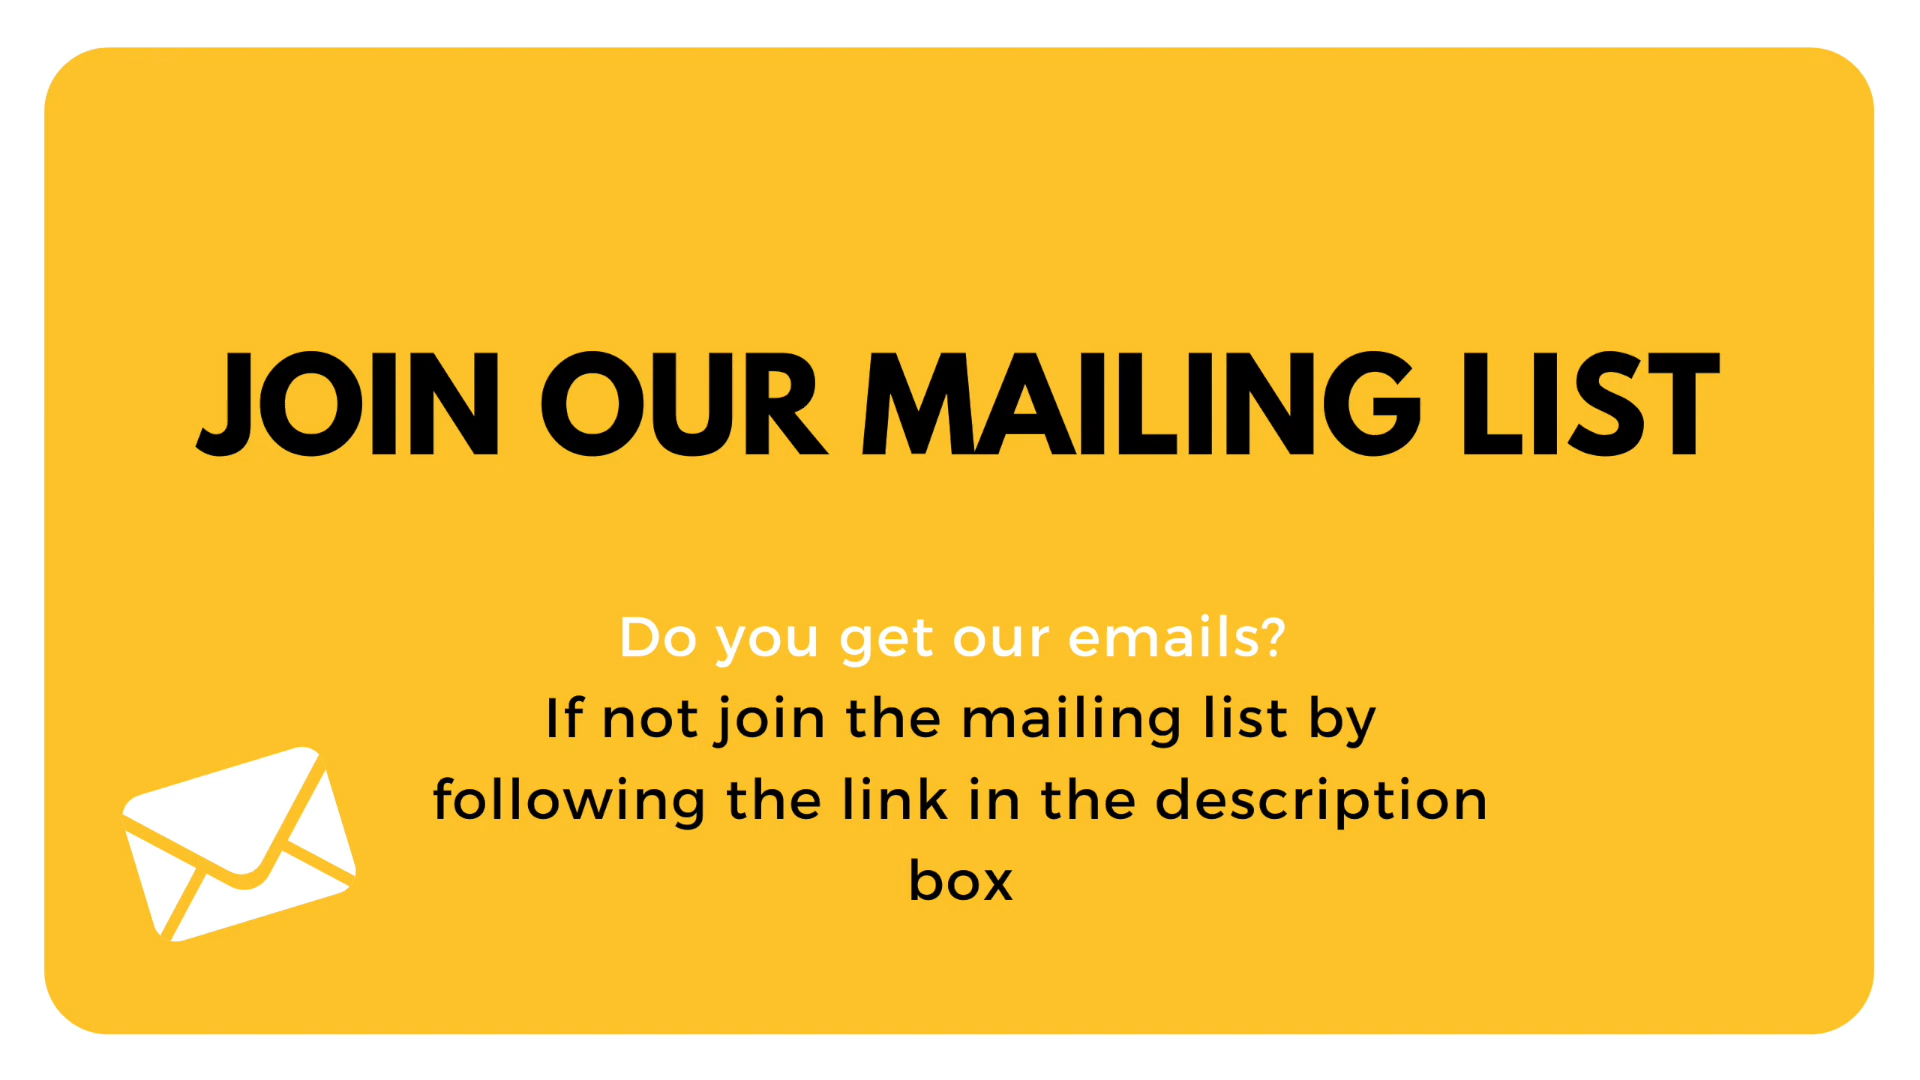 JOIN OUR MAILING LIST
Do you get our emails?
If not join the mailing list by
following the link in the description
box